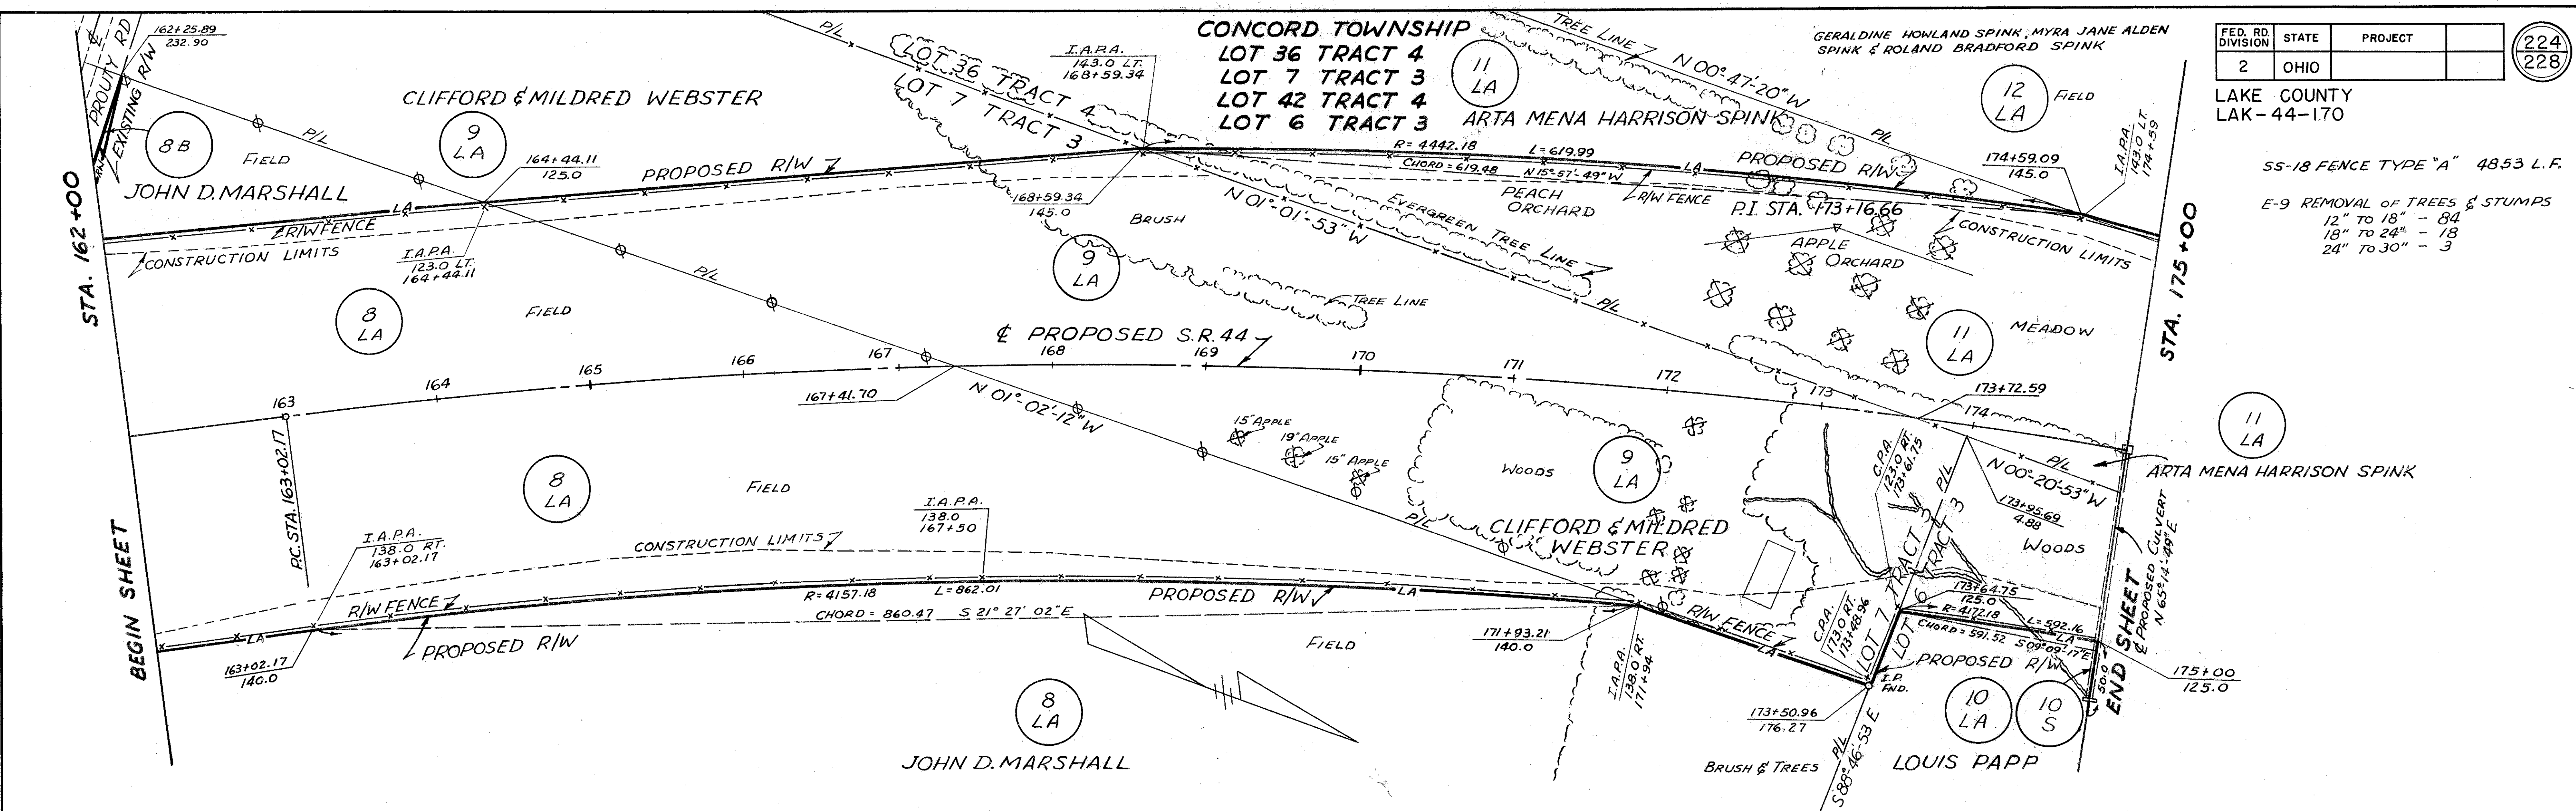 CONCORD TOWNSHIP
LOT 36 TRACT 4
LOT 7 TRACT 3
LOT 42 TRACT 4
LOT 6 TRACT 3
FED. RD. DIVISION
STATE
PROJECT
2
OHIO
224
228
LAKE COUNTY
LAK-44-1.70
SS-18 FENCE TYPE "A" 4853 L.F.
E-9 REMOVAL OF TREES & STUMPS
12" TO 18" - 84
18" TO 24" - 18
24" TO 30" - 3
GERALDINE HOWLAND SPINK, MYRA JANE ALDEN
SPINK & ROLAND BRADFORD SPINK
12
LA
FIELD
TREE LINE
N 00°-47'-20" W
P/L
11
LA
ARTA MENA HARRISON SPINK
PROUTY RD
℄
EXISTING R/W
R/W
162+25.89
232.90
8B
FIELD
JOHN D. MARSHALL
STA. 162+00
P/L
CLIFFORD & MILDRED WEBSTER
9
LA
P/L
LOT 36 TRACT 4
LOT 7 TRACT 3
I.A.P.A.
143.0 LT.
168+59.34
164+44.11
125.0
PROPOSED R/W
LA
R/W FENCE
CONSTRUCTION LIMITS
I.A.P.A.
123.0 LT.
164+44.11
168+59.34
145.0
R = 4442.18
L = 619.99
CHORD = 619.48
N 15°-57'-49" W
R/W FENCE
LA
PROPOSED R/W
174+59.09
145.0
I.A.P.A.
143.0 LT
174+59
PEACH
ORCHARD
P.I. STA. 173+16.66
APPLE
ORCHARD
CONSTRUCTION LIMITS
STA. 175+00
BRUSH
N 01°-01'-53" W
EVERGREEN TREE LINE
P/L
9
LA
TREE LINE
8
LA
FIELD
P/L
℄ PROPOSED S.R. 44
11
LA
MEADOW
163
164
165
166
167
168
169
170
171
172
173
174
167+41.70
N 01°-02'-12" W
173+72.59
11
LA
ARTA MENA HARRISON SPINK
P/L
N 00°-20'-53" W
P.C. STA. 163+02.17
15" APPLE
19" APPLE
15" APPLE
WOODS
9
LA
C.P.A.
123.0 RT.
173+61.75
P/L
173+95.69
4.88
WOODS
8
LA
FIELD
I.A.P.A.
138.0
167+50
I.A.P.A.
138.0 RT.
163+02.17
CONSTRUCTION LIMITS
P/L
CLIFFORD & MILDRED
WEBSTER
BEGIN SHEET
R/W FENCE
R = 4157.18
L = 862.01
CHORD = 860.47 S 21° 27' 02" E
PROPOSED R/W
LA
LA
PROPOSED R/W
163+02.17
140.0
FIELD
171+93.21
140.0
I.A.P.A.
138.0 RT.
171+94
R/W FENCE
LA
C.P.A.
173.0 RT.
173+48.96
LOT 7 TRACT 3
LOT 6 TRACT 3
173+64.75
125.0
R = 4172.18
L = 592.16
LA
CHORD = 591.52 S 09°09'-17" E
PROPOSED R/W
℄ PROPOSED CULVERT
N 65°-14'-49" E
END SHEET
50.0
175+00
125.0
I.P.
FND.
173+50.96
176.27
10
LA
10
S
8
LA
JOHN D. MARSHALL
BRUSH & TREES
P/L
S 88°-46'-53 E
LOUIS PAPP